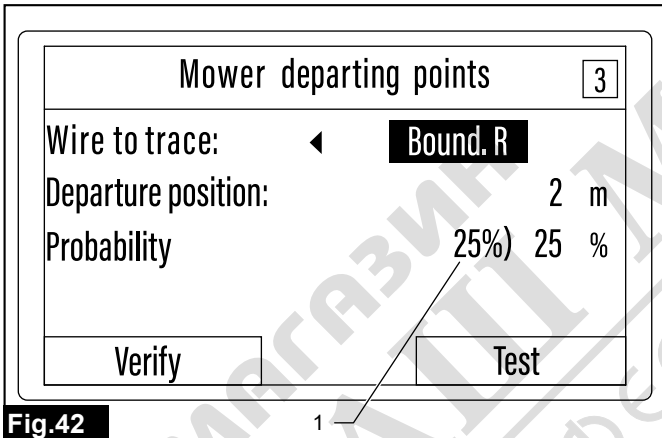 Mower departing points 3
Wire to trace: ◀ Bound. R
Departure position: 2 m
Probability 25%) 25 %
Verify Test
Fig.42 1